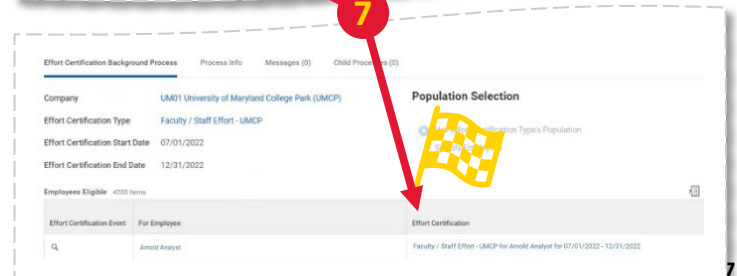 7
Effort Certification Background Process Process Info Messages (0) Child Processes (0)
Company UM01 University of Maryland College Park (UMCP) Population Selection
Effort Certification Type Faculty / Staff Effort - UMCP
Certification Type's Population
Effort Certification Start Date 07/01/2022
Effort Certification End Date 12/31/2022
Employees Eligible 4200 items
Effort Certification Event For Employee Effort Certification
Arnold Analyst Faculty / Staff Effort - UMCP for Arnold Analyst for 07/01/2022 - 12/31/2022
7